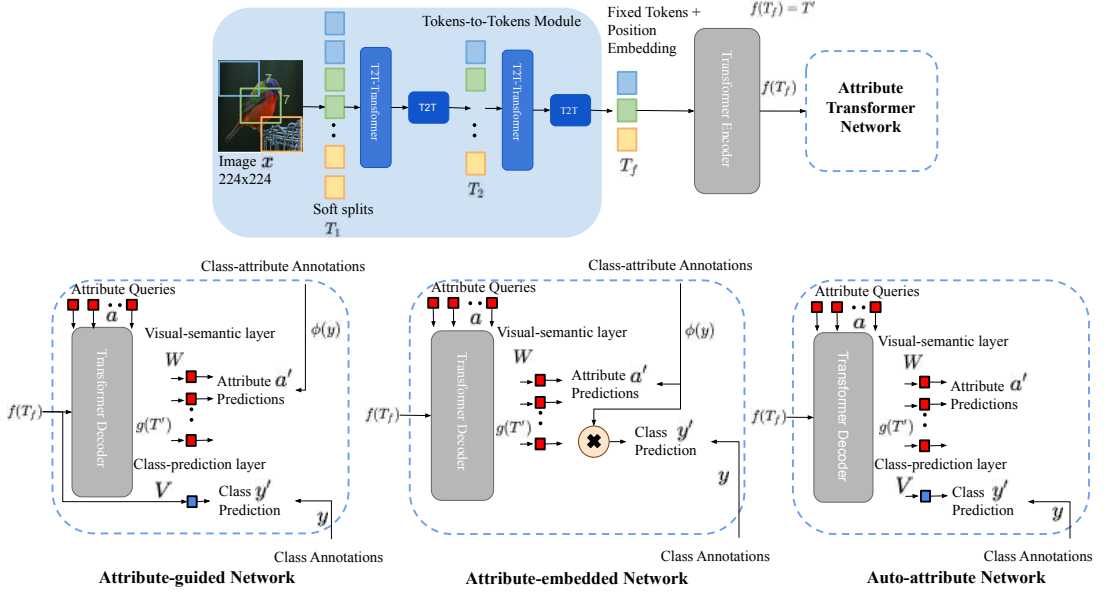 Tokens-to-Tokens Module
Fixed Tokens +
Position
Embedding
f(T_f) = T'
7
7
Image x
224x224
Soft splits
T_1
T2T-Transformer
T2T
T_2
T2T-Transformer
T2T
T_f
Transformer Encoder
f(T_f)
Attribute
Transformer
Network
Class-attribute Annotations
Attribute Queries
a
Visual-semantic layer
ϕ(y)
W
Transformer Decoder
Attribute a'
Predictions
f(T_f)
g(T')
Class-prediction layer
V
Class y'
Prediction
y
Class Annotations
Attribute-guided Network
Class-attribute Annotations
Attribute Queries
a
Visual-semantic layer
ϕ(y)
W
Transformer Decoder
Attribute a'
Predictions
f(T_f)
g(T')
Class y'
Prediction
y
Class Annotations
Attribute-embedded Network
Attribute Queries
a
Visual-semantic layer
W
Transformer Decoder
Attribute a'
Predictions
f(T_f)
g(T')
Class-prediction layer
V
Class y'
Prediction
y
Class Annotations
Auto-attribute Network